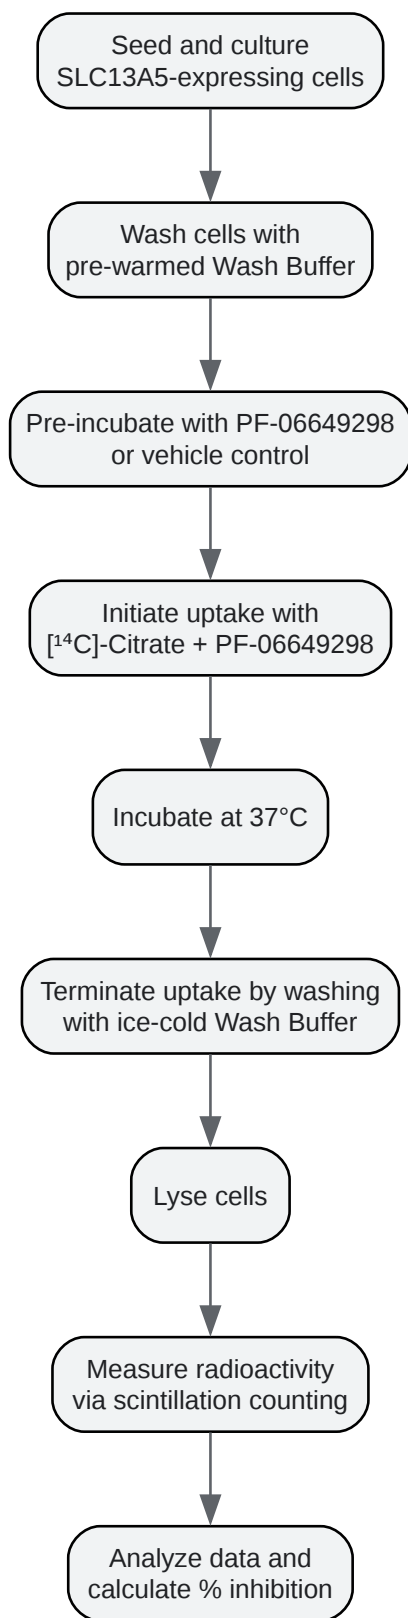 Seed and culture
SLC13A5-expressing cells
Wash cells with
pre-warmed Wash Buffer
Pre-incubate with PF-06649298
or vehicle control
Initiate uptake with
[¹⁴C]-Citrate + PF-06649298
Incubate at 37°C
Terminate uptake by washing
with ice-cold Wash Buffer
Lyse cells
Measure radioactivity
via scintillation counting
Analyze data and
calculate % inhibition